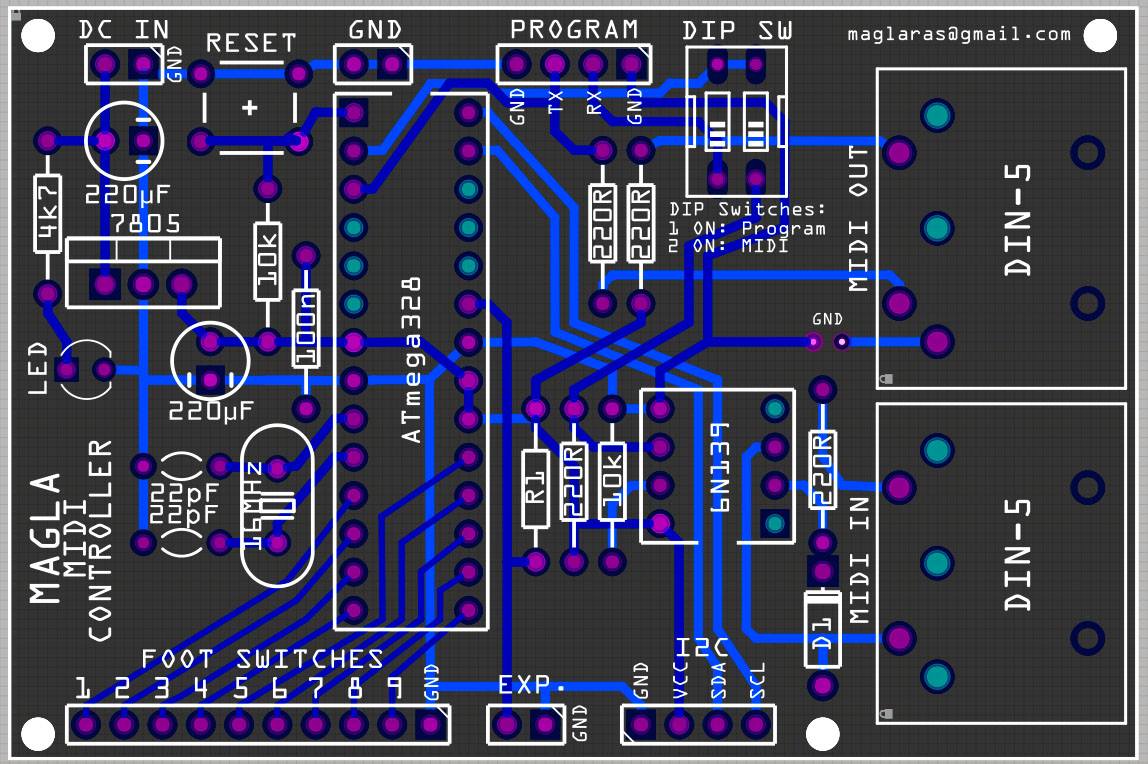 DC IN
GND
RESET
+
GND
PROGRAM
GND
TX
RX
GND
DIP SW
maglaras@gmail.com
220µF
7805
4k7
10k
100n
220R
220R
DIP Switches:
1 ON: Program
2 ON: MIDI
MIDI OUT
DIN-5
GND
LED
220µF
ATmega328
22pF
22pF
16MHz
MAGLA
MIDI
CONTROLLER
R1
220R
10k
6N139
220R
D1
MIDI IN
DIN-5
FOOT SWITCHES
1 2 3 4 5 6 7 8 9 GND
EXP.
GND
I2C
GND
VCC
SDA
SCL